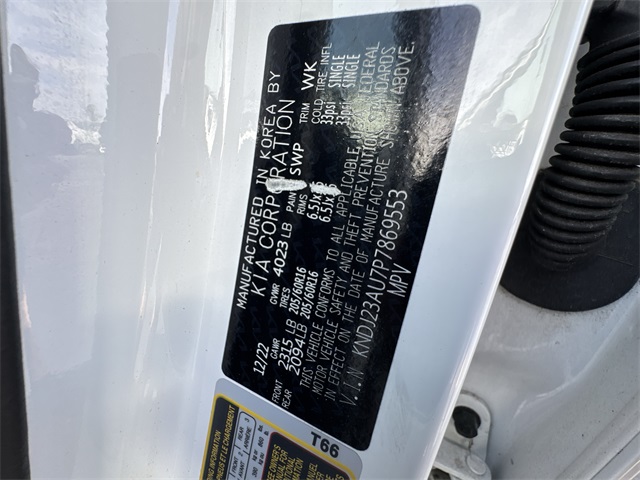 MANUFACTURED IN KOREA BY
KIA CORPORATION
12/22 GVWR 4023 LB PAINT SWP TRIM WK
GAWR TIRES RIMS COLD TIRE INFL
FRONT 2315 LB 205/60R16 6.5J 33psi SINGLE
REAR 2094LB 205/60R16 6.5J 33psi SINGLE
THIS VEHICLE CONFORMS TO ALL APPLICABLE FEDERAL
MOTOR VEHICLE SAFETY AND THEFT PREVENTION STANDARDS
IN EFFECT ON THE DATE OF MANUFACTURE SHOWN ABOVE.
V.I.N KNDJ23AU7P7869553
MPV
T66